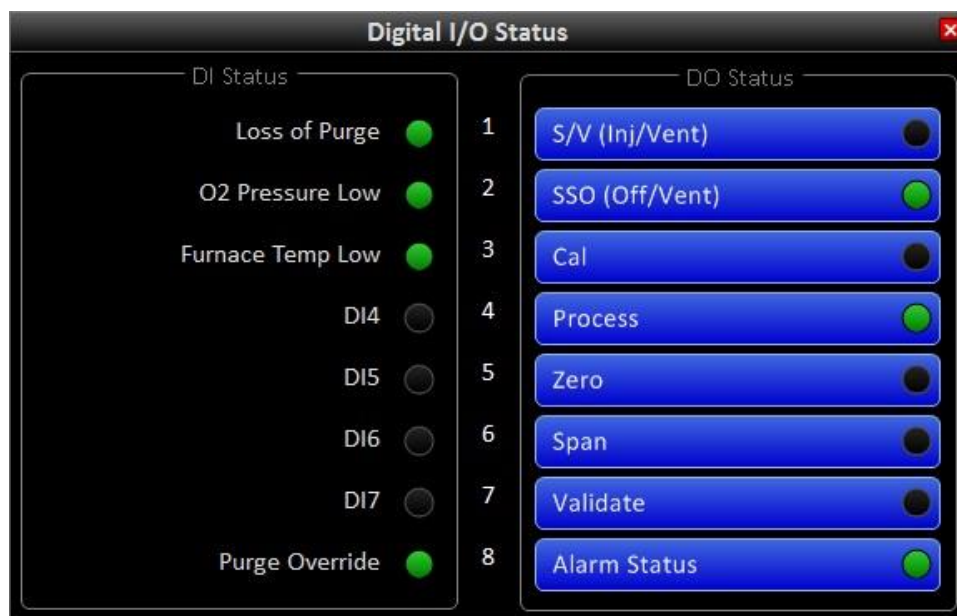 Digital I/O Status
DI Status
DO Status
Loss of Purge 1 S/V (Inj/Vent)
O2 Pressure Low 2 SSO (Off/Vent)
Furnace Temp Low 3 Cal
DI4 4 Process
DI5 5 Zero
DI6 6 Span
DI7 7 Validate
Purge Override 8 Alarm Status